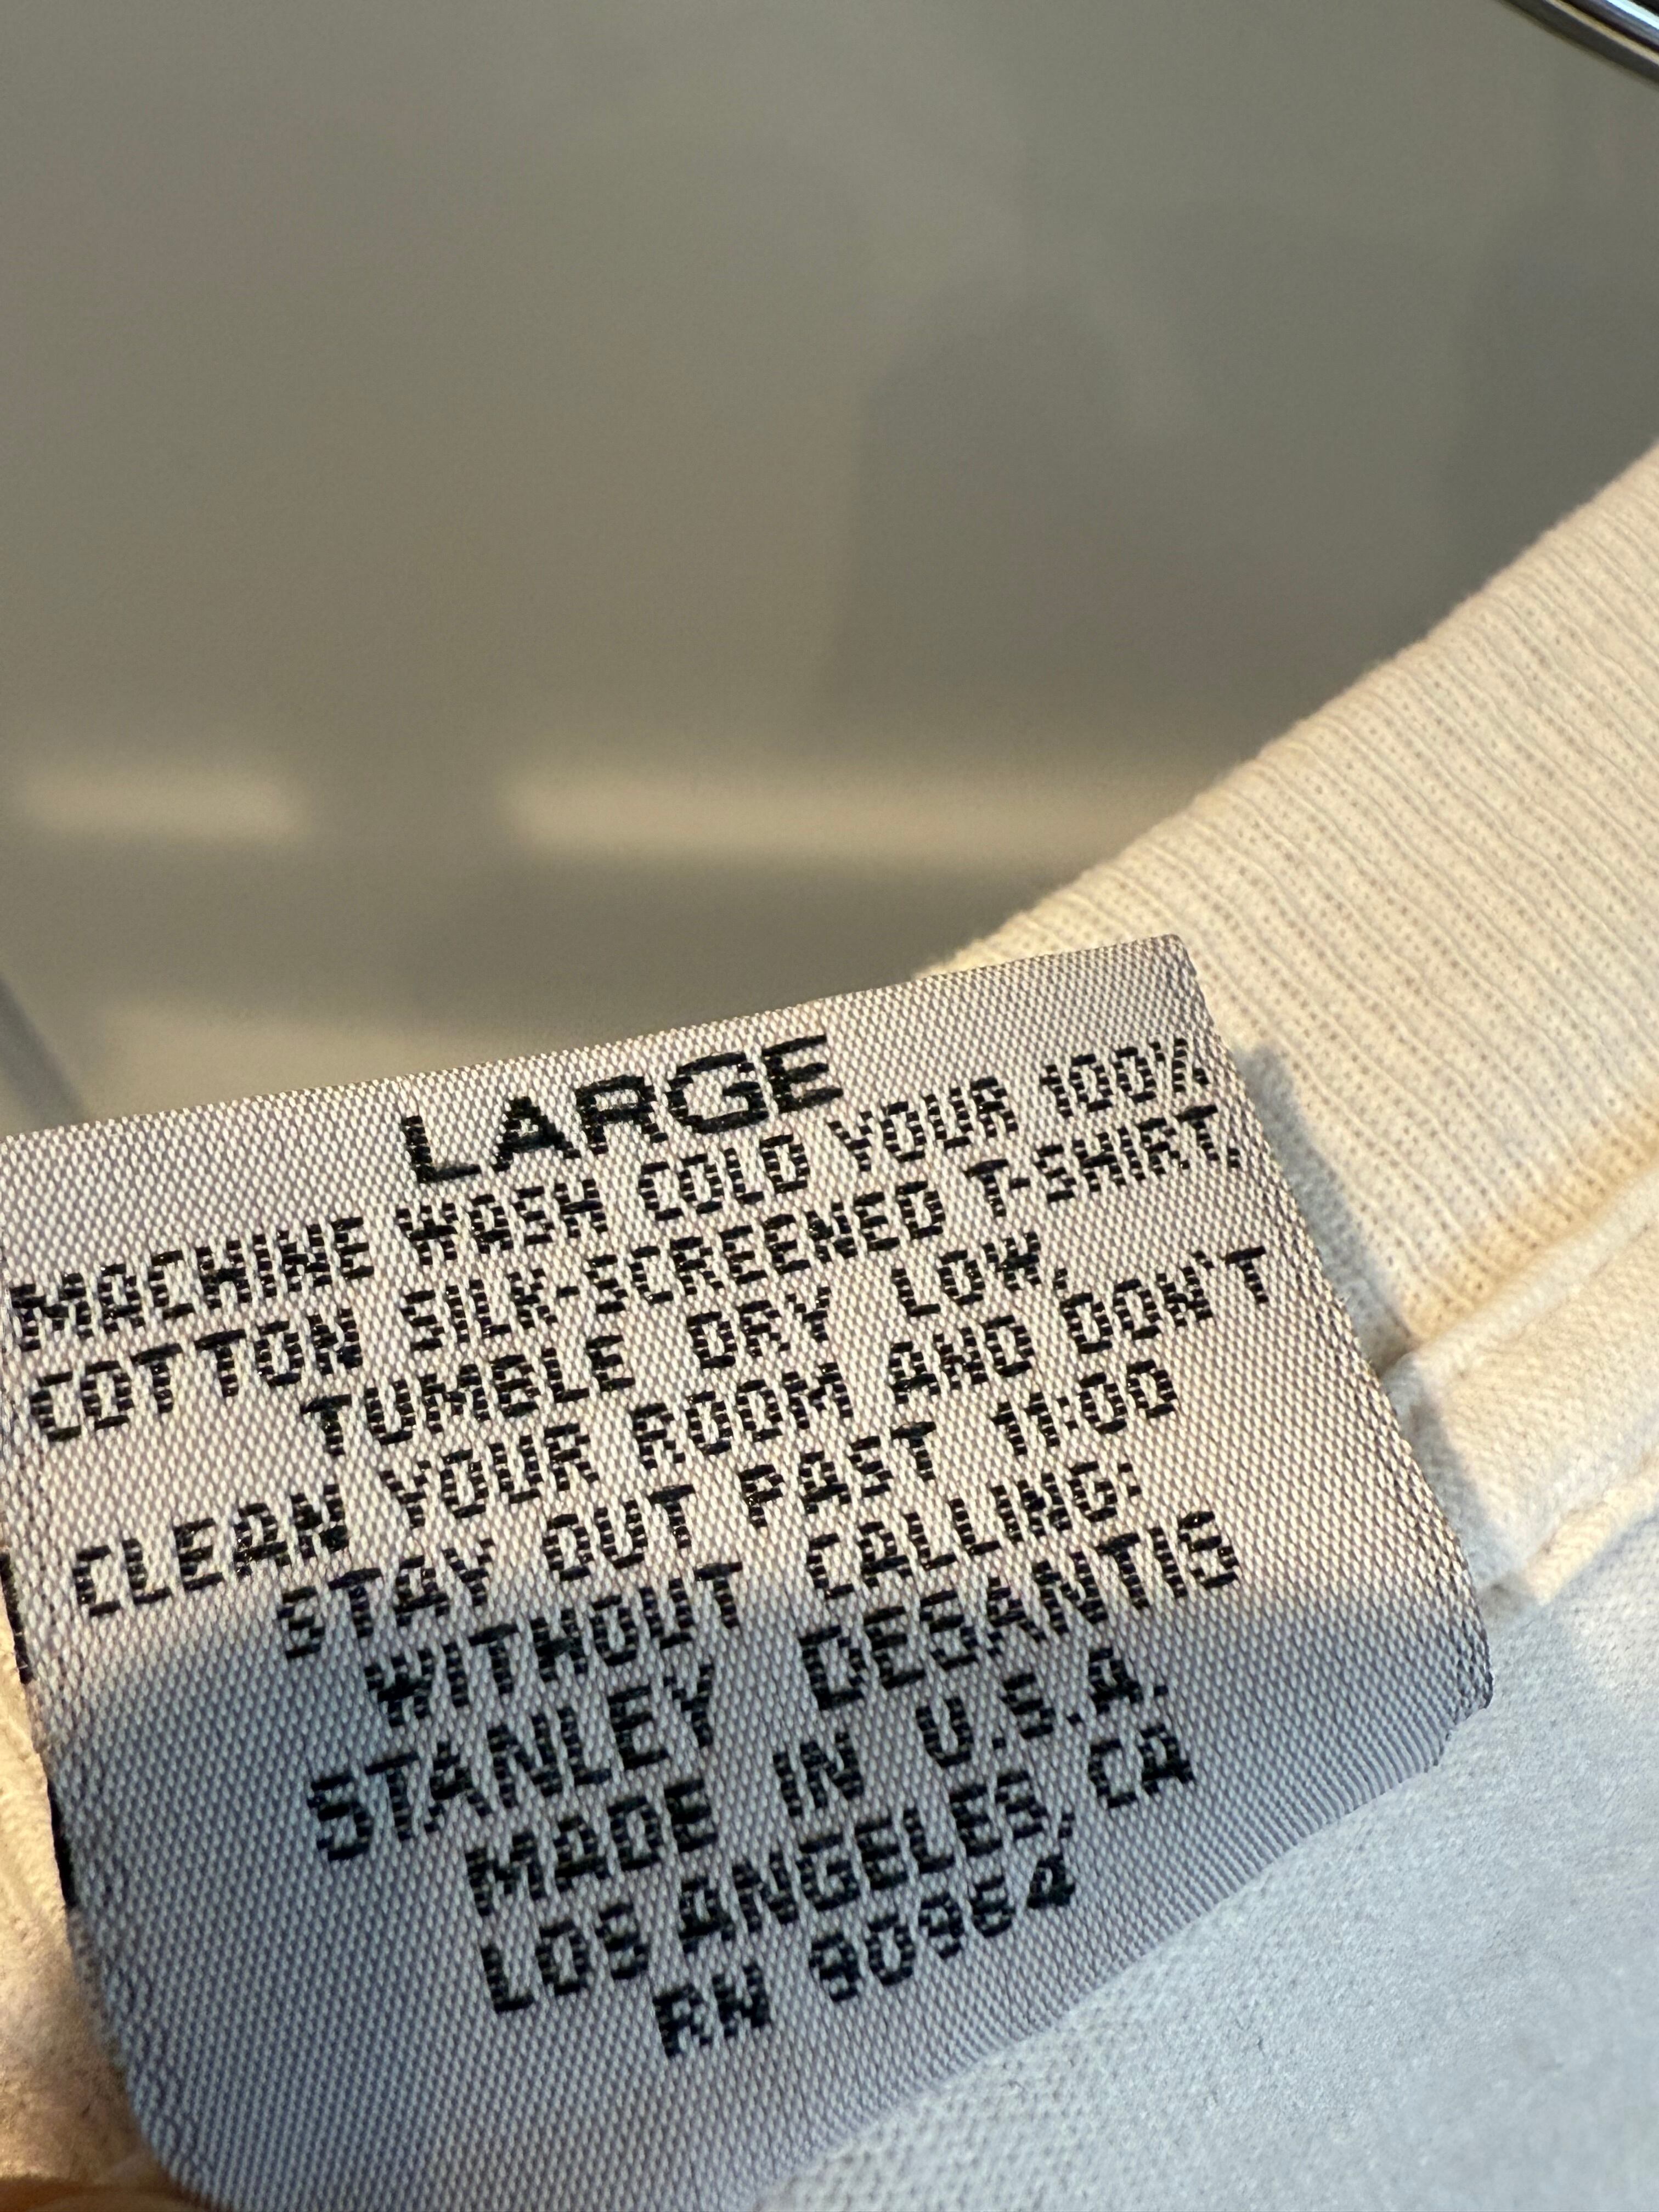 LARGE
MACHINE WASH COLD YOUR 100%
COTTON SILK-SCREENED T-SHIRT,
TUMBLE DRY LOW,
CLEAN YOUR ROOM AND DON'T
STAY OUT PAST 11:00
WITHOUT CALLING:
STANLEY DESANTIS
MADE IN U.S.A.
LOS ANGELES, CA
RN 90954